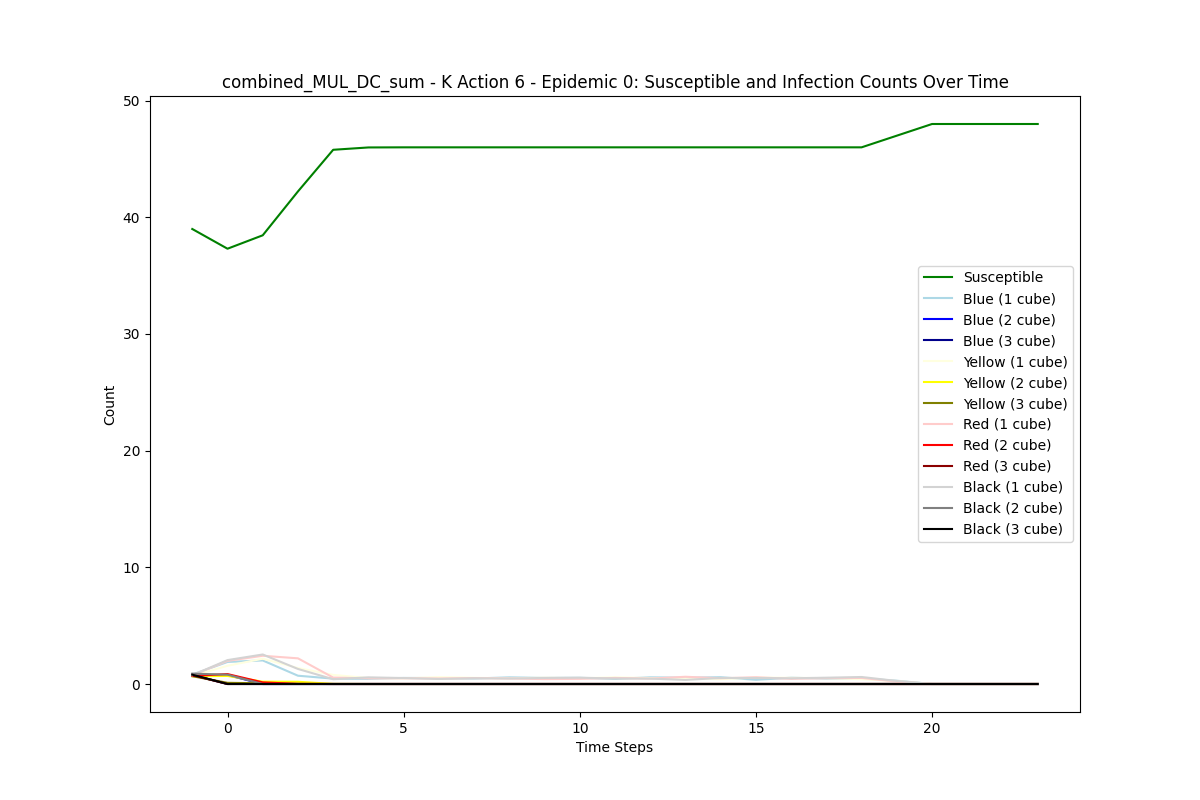 combined_MUL_DC_sum - K Action 6 - Epidemic 0: Susceptible and Infection Counts Over Time
50
40
30
20
10
0
Count
Susceptible
Blue (1 cube)
Blue (2 cube)
Blue (3 cube)
Yellow (1 cube)
Yellow (2 cube)
Yellow (3 cube)
Red (1 cube)
Red (2 cube)
Red (3 cube)
Black (1 cube)
Black (2 cube)
Black (3 cube)
0 5 10 15 20
Time Steps